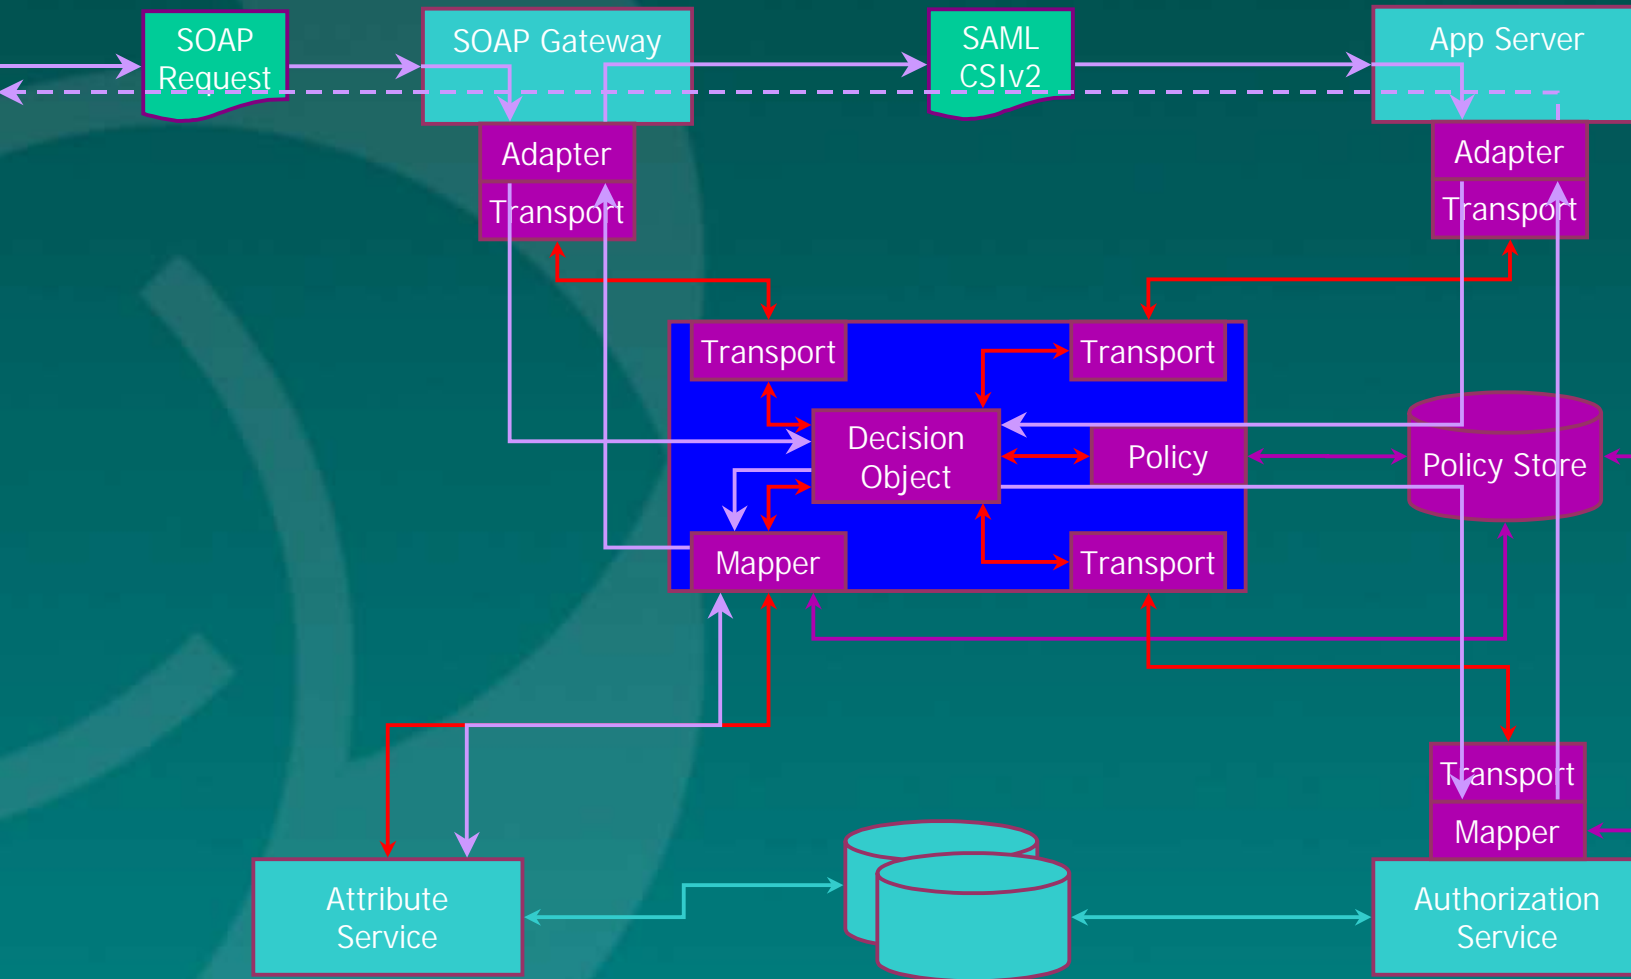 SOAP
Request
SOAP Gateway
SAML
CSIv2
App Server
Adapter
Transport
Adapter
Transport
Transport
Transport
Decision
Object
Policy
Policy Store
Mapper
Transport
Transport
Mapper
Attribute
Service
Authorization
Service